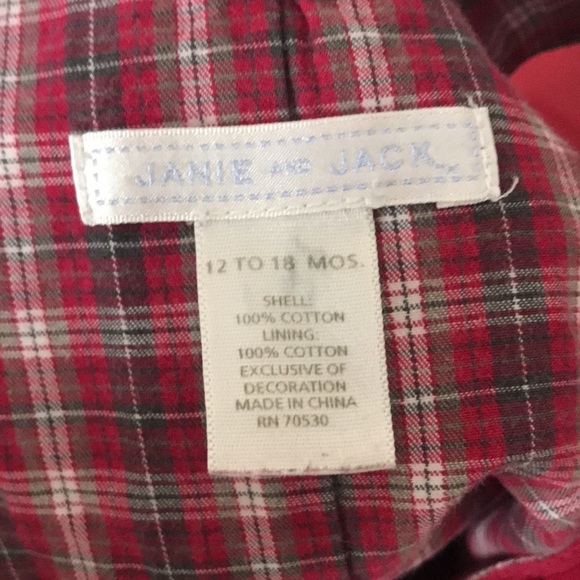 JANIE AND JACK
12 TO 18 MOS.
SHELL:
100% COTTON
LINING:
100% COTTON
EXCLUSIVE OF
DECORATION
MADE IN CHINA
RN 70530